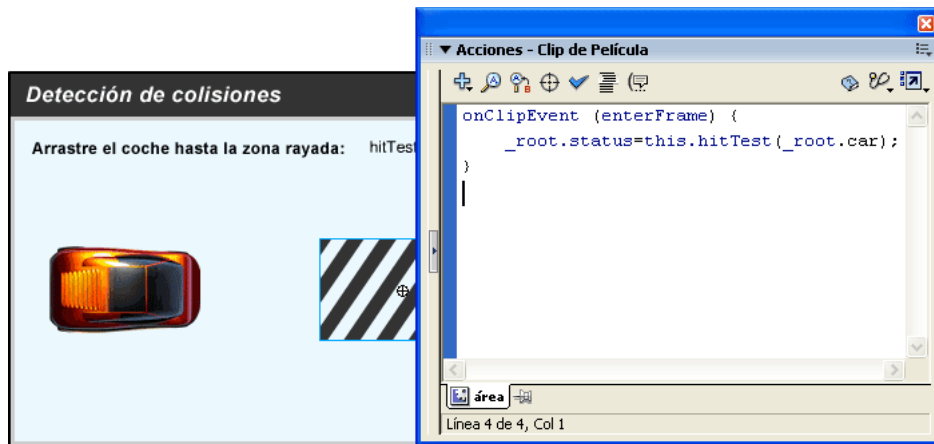 Detección de colisiones
Arrastre el coche hasta la zona rayada: hitTest
Acciones - Clip de Película
onClipEvent (enterFrame) {
_root.status=this.hitTest(_root.car);
}
área
Línea 4 de 4, Col 1